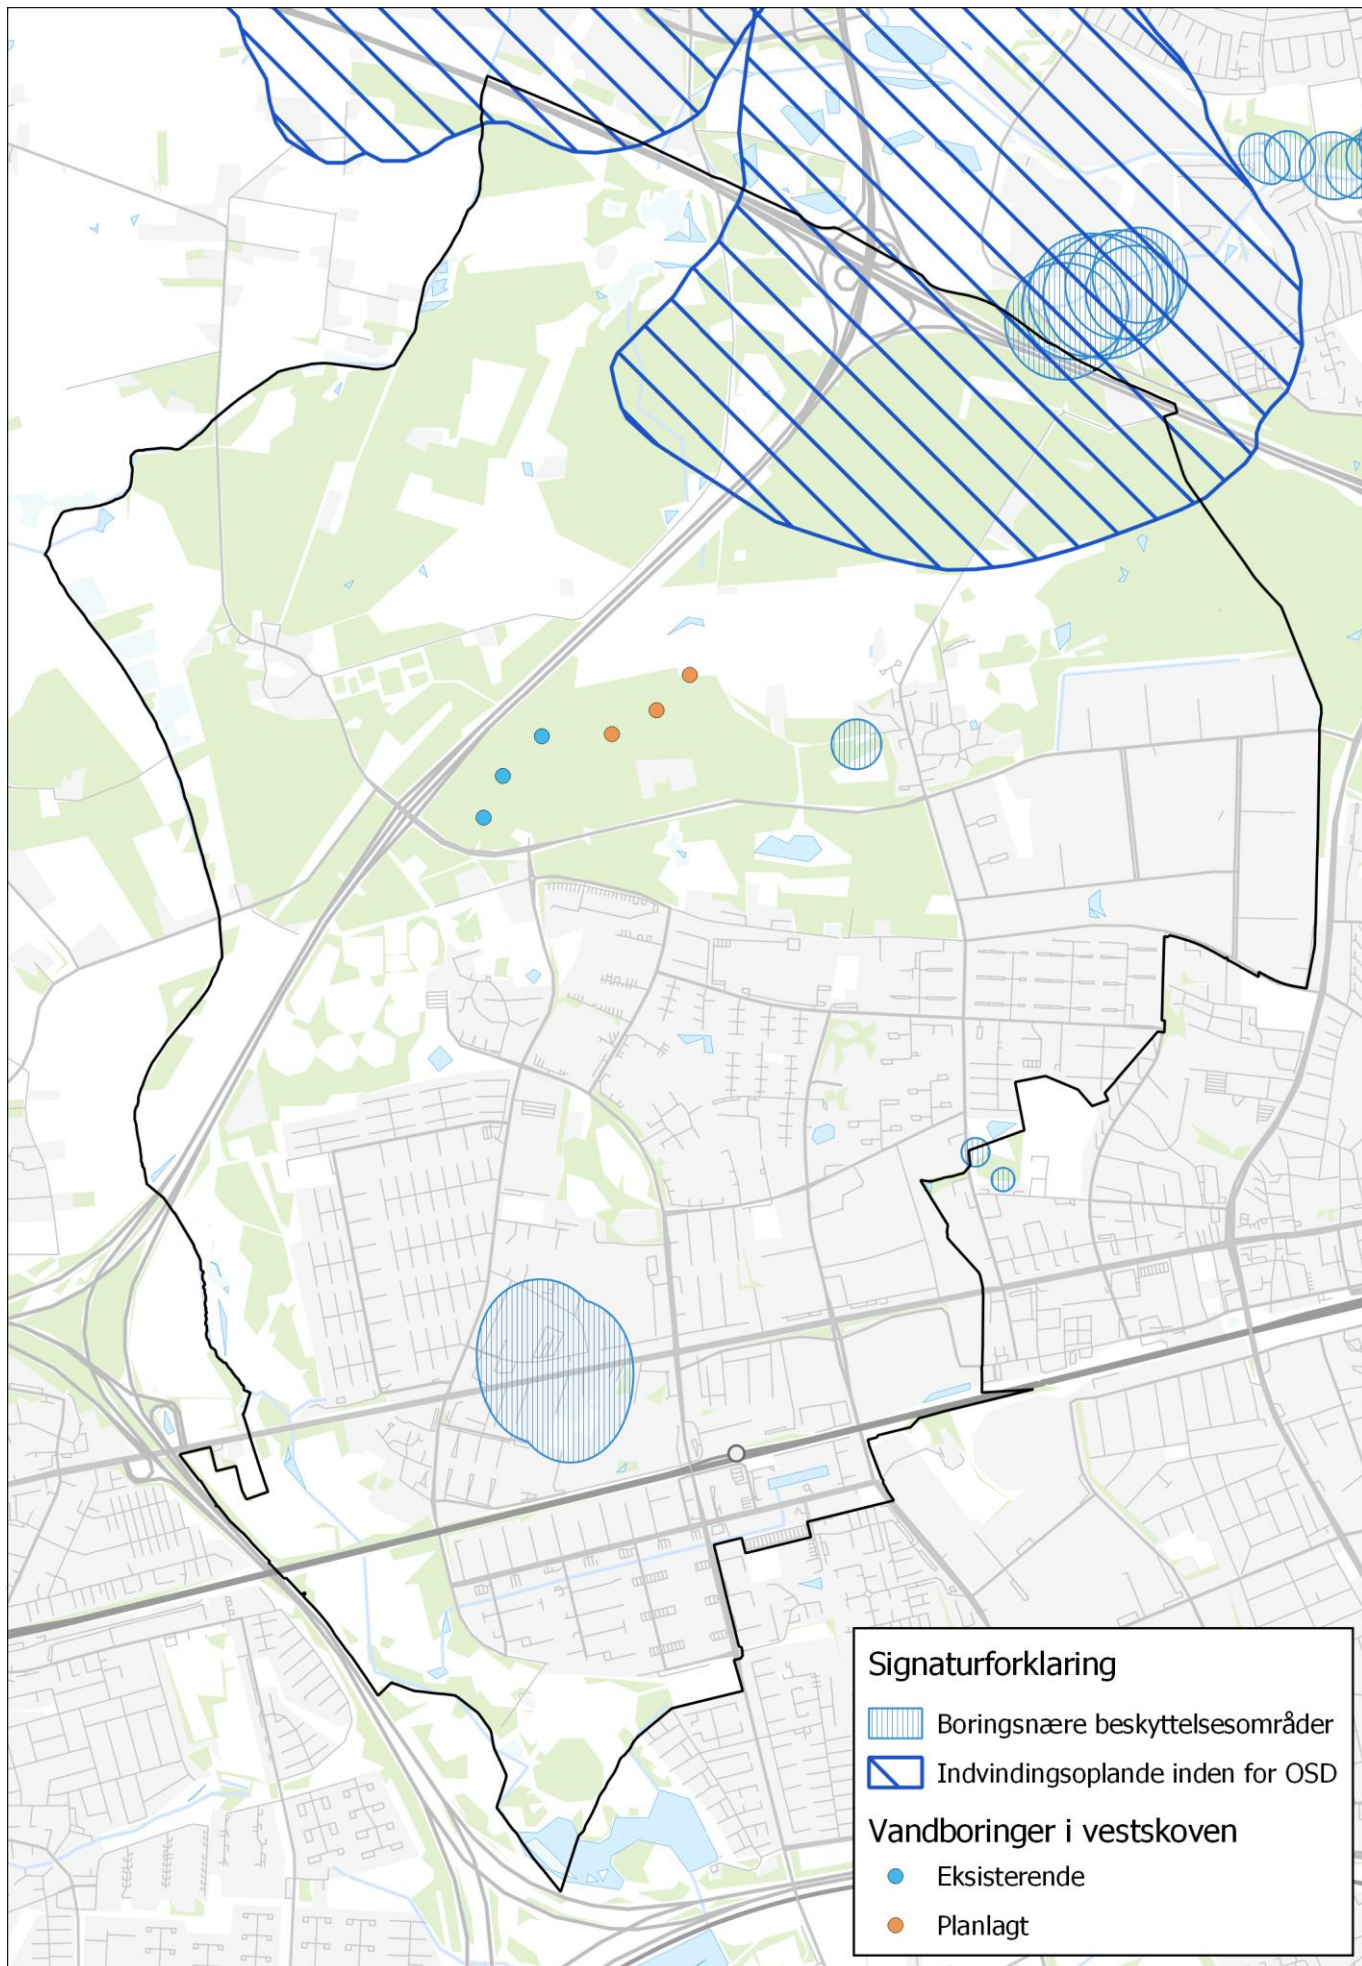 Signaturforklaring
Boringsnære beskyttelsesområder
Indvindingsoplande inden for OSD
Vandboringer i vestskoven
Eksisterende
Planlagt